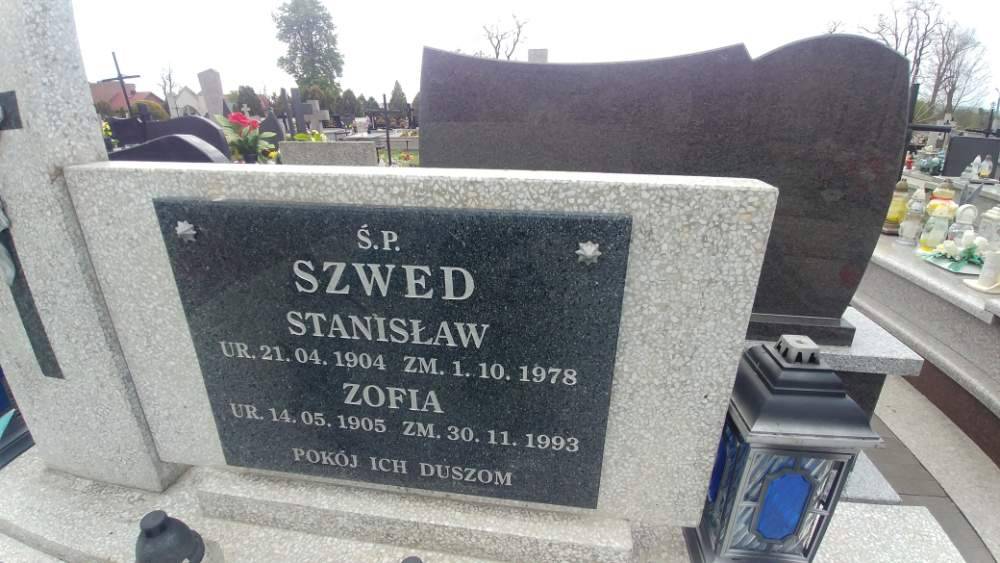 Ś.P.
SZWED
STANISŁAW
UR. 21. 04. 1904 ZM. 1. 10. 1978
ZOFIA
UR. 14. 05. 1905 ZM. 30. 11. 1993
POKÓJ ICH DUSZOM